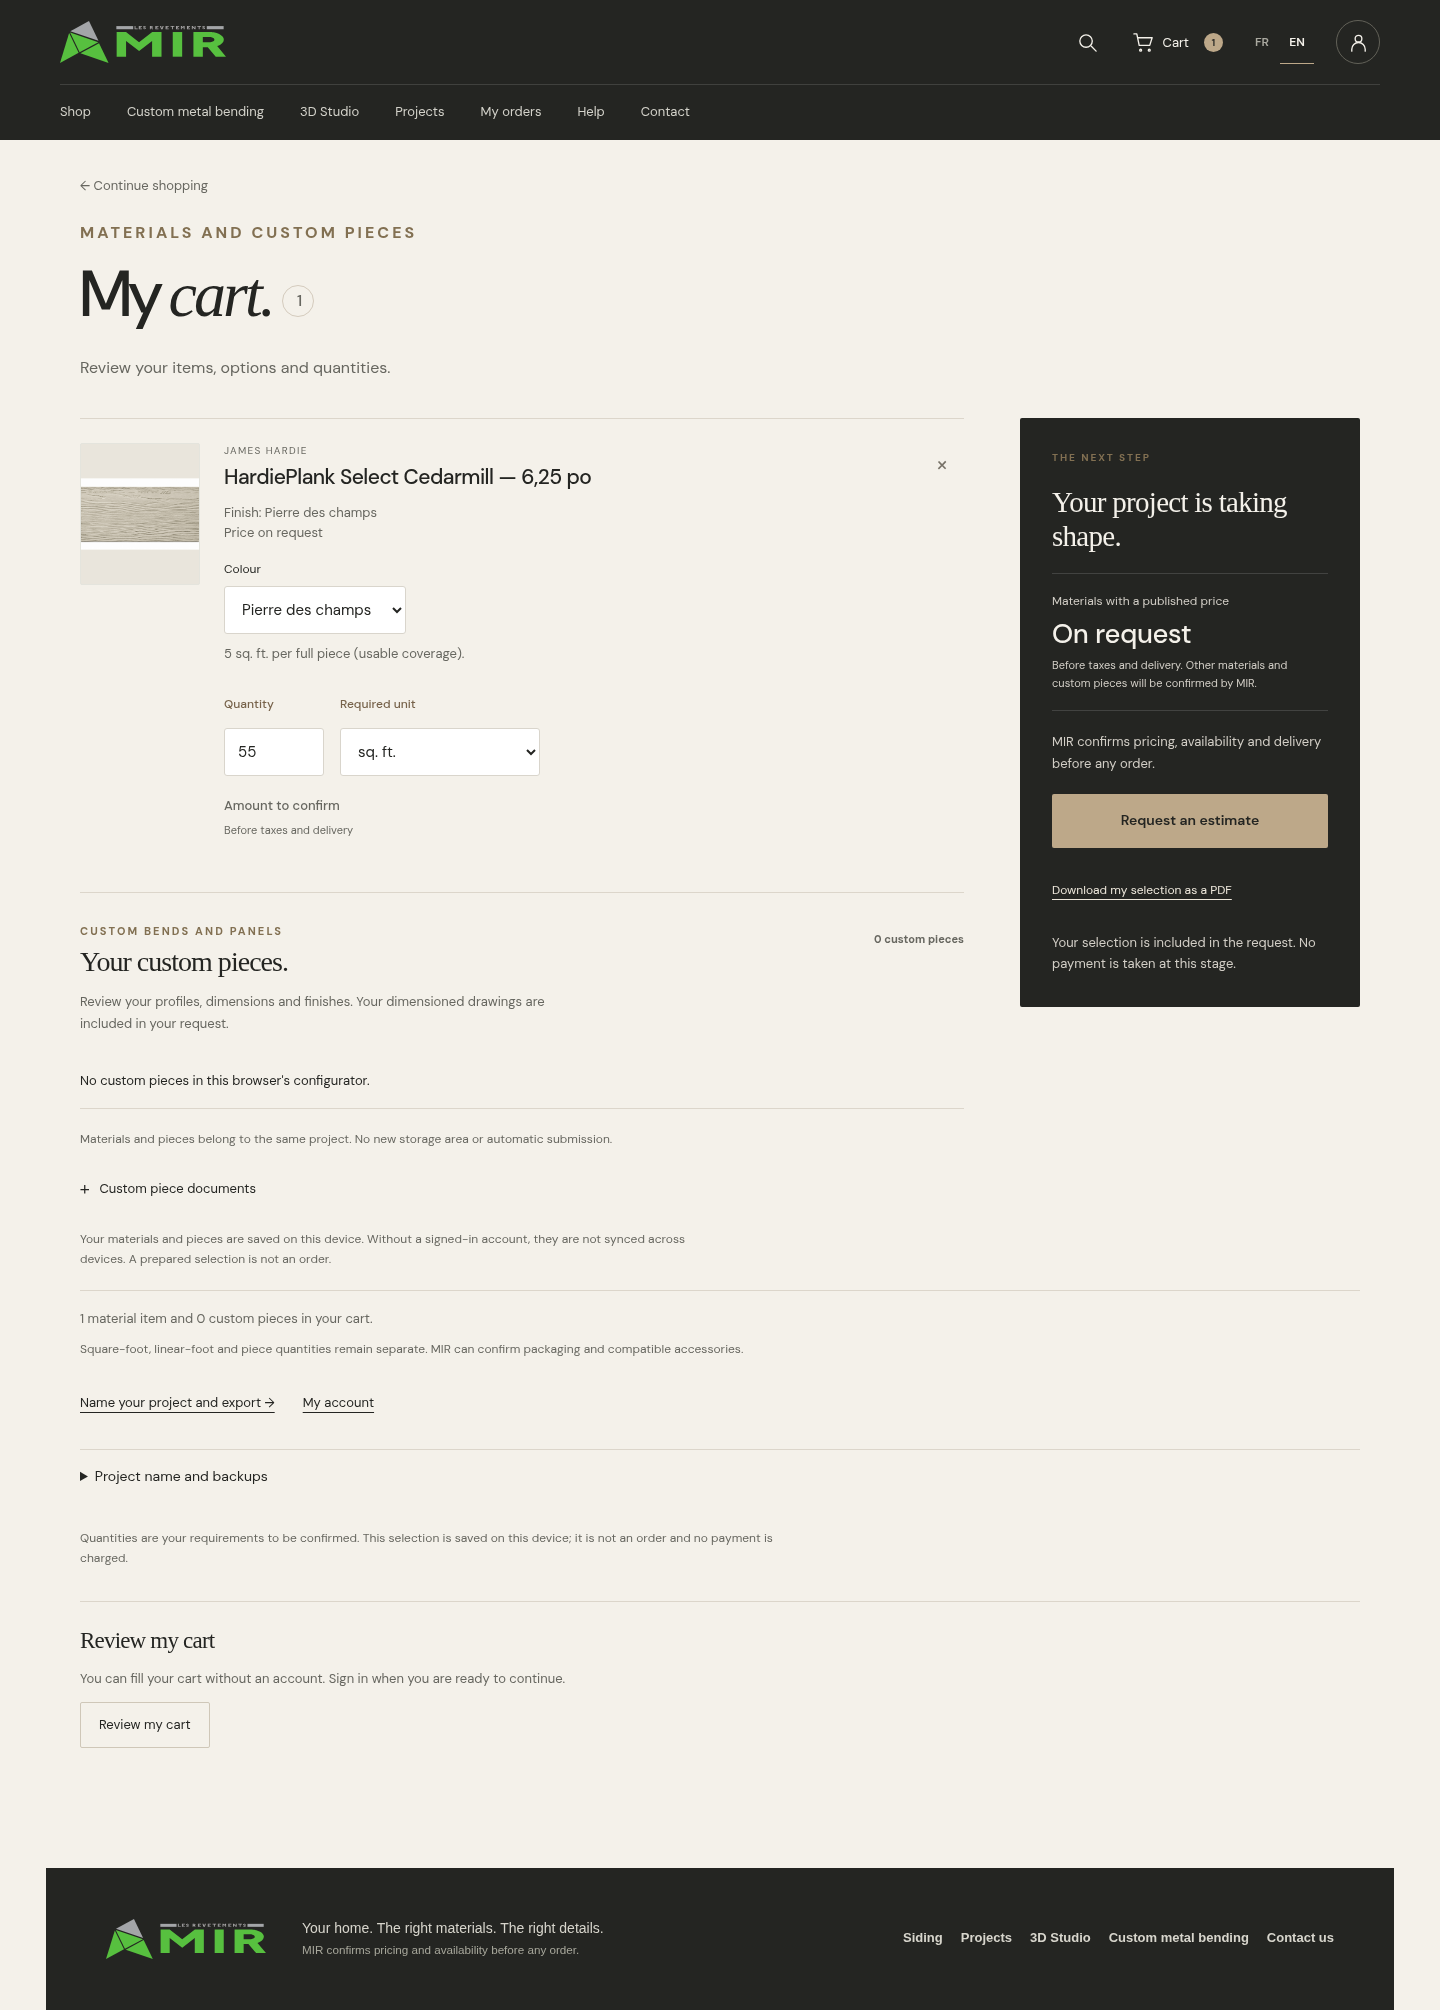 LES REVÊTEMENTS
MIR
Cart 1 FR EN
Shop Custom metal bending 3D Studio Projects My orders Help Contact
← Continue shopping
MATERIALS AND CUSTOM PIECES
My cart. 1
Review your items, options and quantities.
JAMES HARDIE
HardiePlank Select Cedarmill — 6,25 po
×
Finish: Pierre des champs
Price on request
Colour
Pierre des champs
5 sq. ft. per full piece (usable coverage).
Quantity Required unit
55 sq. ft.
Amount to confirm
Before taxes and delivery
THE NEXT STEP
Your project is taking
shape.
Materials with a published price
On request
Before taxes and delivery. Other materials and
custom pieces will be confirmed by MIR.
MIR confirms pricing, availability and delivery
before any order.
Request an estimate
Download my selection as a PDF
Your selection is included in the request. No
payment is taken at this stage.
CUSTOM BENDS AND PANELS
Your custom pieces.
0 custom pieces
Review your profiles, dimensions and finishes. Your dimensioned drawings are
included in your request.
No custom pieces in this browser's configurator.
Materials and pieces belong to the same project. No new storage area or automatic submission.
+ Custom piece documents
Your materials and pieces are saved on this device. Without a signed-in account, they are not synced across
devices. A prepared selection is not an order.
1 material item and 0 custom pieces in your cart.
Square-foot, linear-foot and piece quantities remain separate. MIR can confirm packaging and compatible accessories.
Name your project and export → My account
Project name and backups
Quantities are your requirements to be confirmed. This selection is saved on this device; it is not an order and no payment is
charged.
Review my cart
You can fill your cart without an account. Sign in when you are ready to continue.
Review my cart
LES REVÊTEMENTS
MIR
Your home. The right materials. The right details.
MIR confirms pricing and availability before any order.
Siding Projects 3D Studio Custom metal bending Contact us